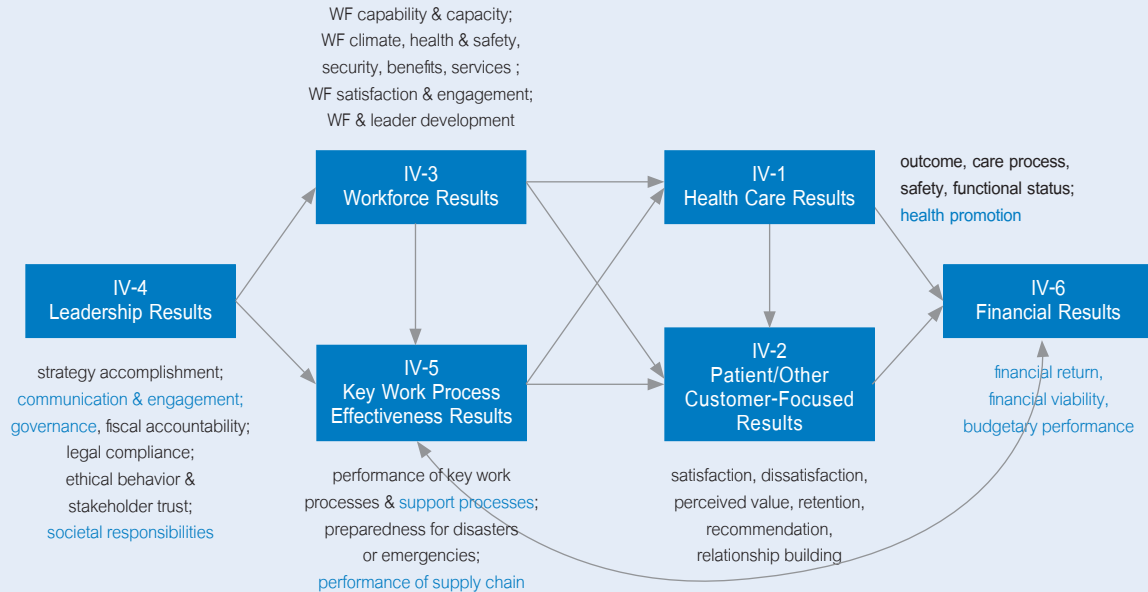 WF capability & capacity;
WF climate, health & safety,
security, benefits, services ;
WF satisfaction & engagement;
WF & leader development
IV-3
Workforce Results
IV-1
Health Care Results
outcome, care process,
safety, functional status;
health promotion
IV-4
Leadership Results
IV-6
Financial Results
IV-5
Key Work Process
Effectiveness Results
IV-2
Patient/Other
Customer-Focused
Results
strategy accomplishment;
communication & engagement;
governance, fiscal accountability;
legal compliance;
ethical behavior &
stakeholder trust;
societal responsibilities
performance of key work
processes & support processes;
preparedness for disasters
or emergencies;
performance of supply chain
satisfaction, dissatisfaction,
perceived value, retention,
recommendation,
relationship building
financial return,
financial viability,
budgetary performance